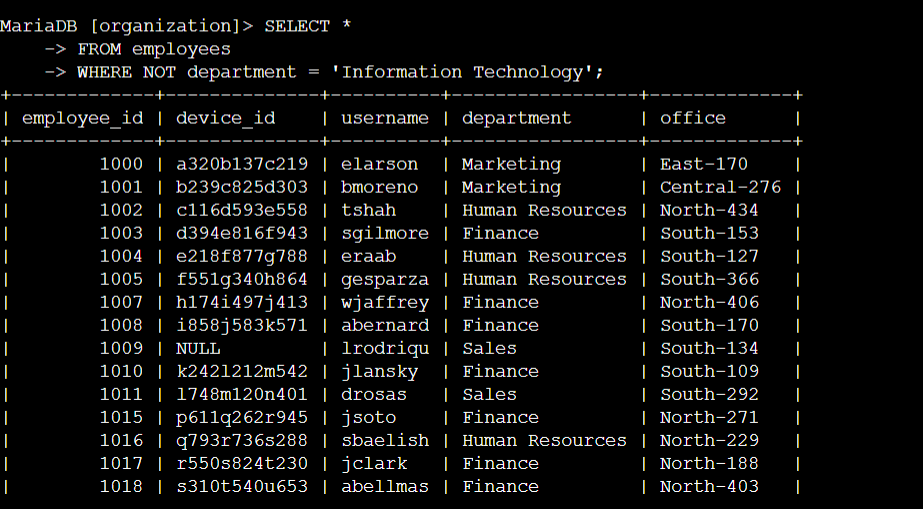 MariaDB [organization]> SELECT *
    -> FROM employees
    -> WHERE NOT department = 'Information Technology';
+-------------+--------------+----------+-----------------+-------------+
| employee_id | device_id    | username | department      | office      |
+-------------+--------------+----------+-----------------+-------------+
|        1000 | a320b137c219 | elarson  | Marketing       | East-170    |
|        1001 | b239c825d303 | bmoreno  | Marketing       | Central-276 |
|        1002 | c116d593e558 | tshah    | Human Resources | North-434   |
|        1003 | d394e816f943 | sgilmore | Finance         | South-153   |
|        1004 | e218f877g788 | eraab    | Human Resources | South-127   |
|        1005 | f551g340h864 | gesparza | Human Resources | South-366   |
|        1007 | h174i497j413 | wjaffrey | Finance         | North-406   |
|        1008 | i858j583k571 | abernard | Finance         | South-170   |
|        1009 | NULL         | lrodriqu | Sales           | South-134   |
|        1010 | k242l212m542 | jlansky  | Finance         | South-109   |
|        1011 | l748m120n401 | drosas   | Sales           | South-292   |
|        1015 | p611q262r945 | jsoto    | Finance         | North-271   |
|        1016 | q793r736s288 | sbaelish | Human Resources | North-229   |
|        1017 | r550s824t230 | jclark   | Finance         | North-188   |
|        1018 | s310t540u653 | abellmas | Finance         | North-403   |